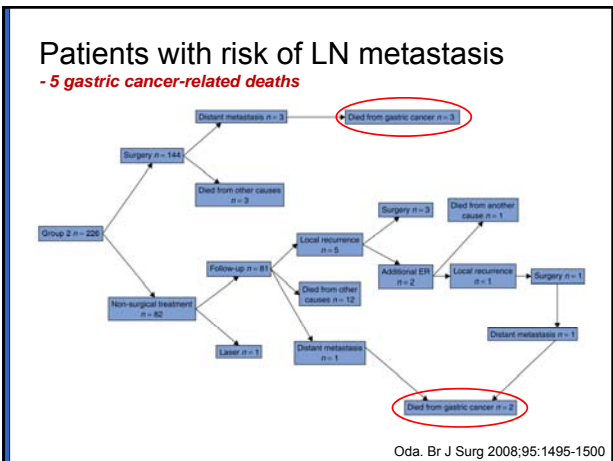 Patients with risk of LN metastasis
- 5 gastric cancer-related deaths
Distant metastasis n = 3
Died from gastric cancer n = 3
Surgery n = 144
Died from other causes
n = 3
Group 2 n = 226
Non-surgical treatment
n = 82
Follow-up n = 81
Laser n = 1
Local recurrence
n = 5
Died from other
causes n = 12
Distant metastasis
n = 1
Surgery n = 3
Additional ER
n = 2
Died from another
cause n = 1
Local recurrence
n = 1
Surgery n = 1
Distant metastasis n = 1
Died from gastric cancer n = 2
Oda. Br J Surg 2008;95:1495-1500